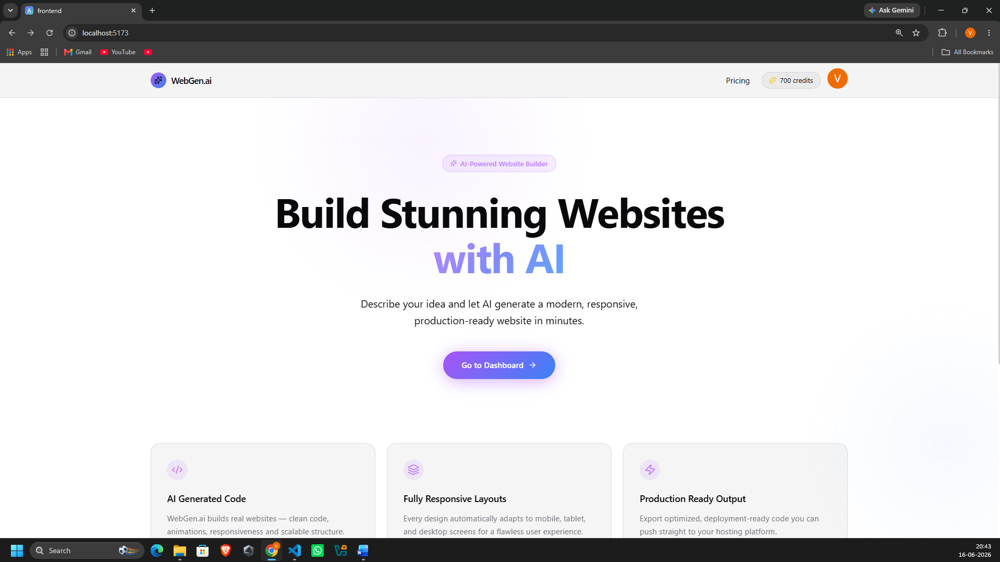 frontend
Ask Gemini
localhost:5173
V
Apps
Gmail
YouTube
All Bookmarks
WebGen.ai
Pricing
700 credits
V
AI-Powered Website Builder
Build Stunning Websites
with AI
Describe your idea and let AI generate a modern, responsive,
production-ready website in minutes.
Go to Dashboard
AI Generated Code
WebGen.ai builds real websites — clean code,
animations, responsiveness and scalable structure.
Fully Responsive Layouts
Every design automatically adapts to mobile, tablet,
and desktop screens for a flawless user experience.
Production Ready Output
Export optimized, deployment-ready code you can
push straight to your hosting platform.
Search
V
W
20:43
16-06-2026